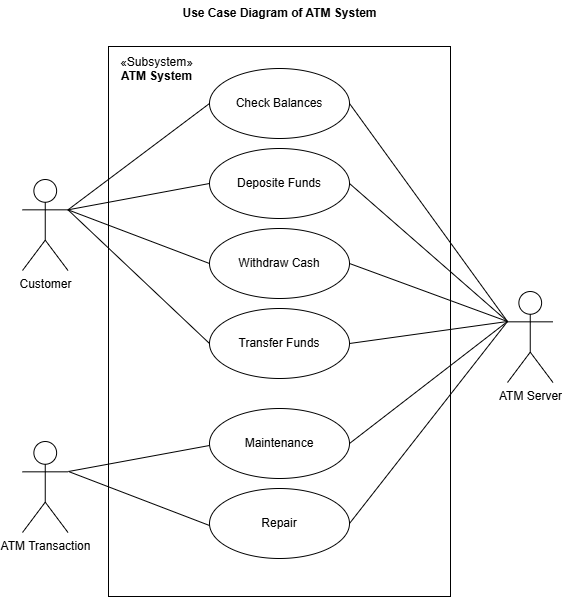 Use Case Diagram of ATM System
«Subsystem»
ATM System
Check Balances
Deposite Funds
Withdraw Cash
Customer
Transfer Funds
ATM Server
Maintenance
Repair
ATM Transaction